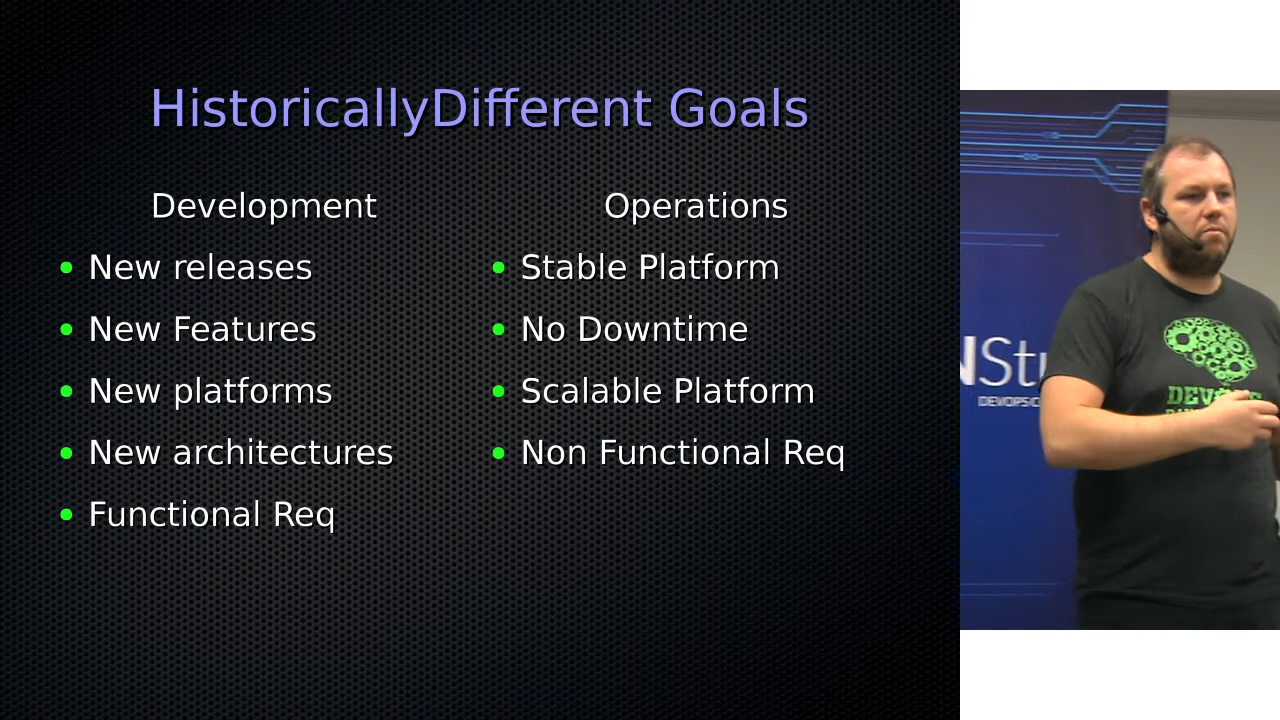 HistoricallyDifferent Goals
Development
New releases
New Features
New platforms
New architectures
Functional Req
Operations
Stable Platform
No Downtime
Scalable Platform
Non Functional Req